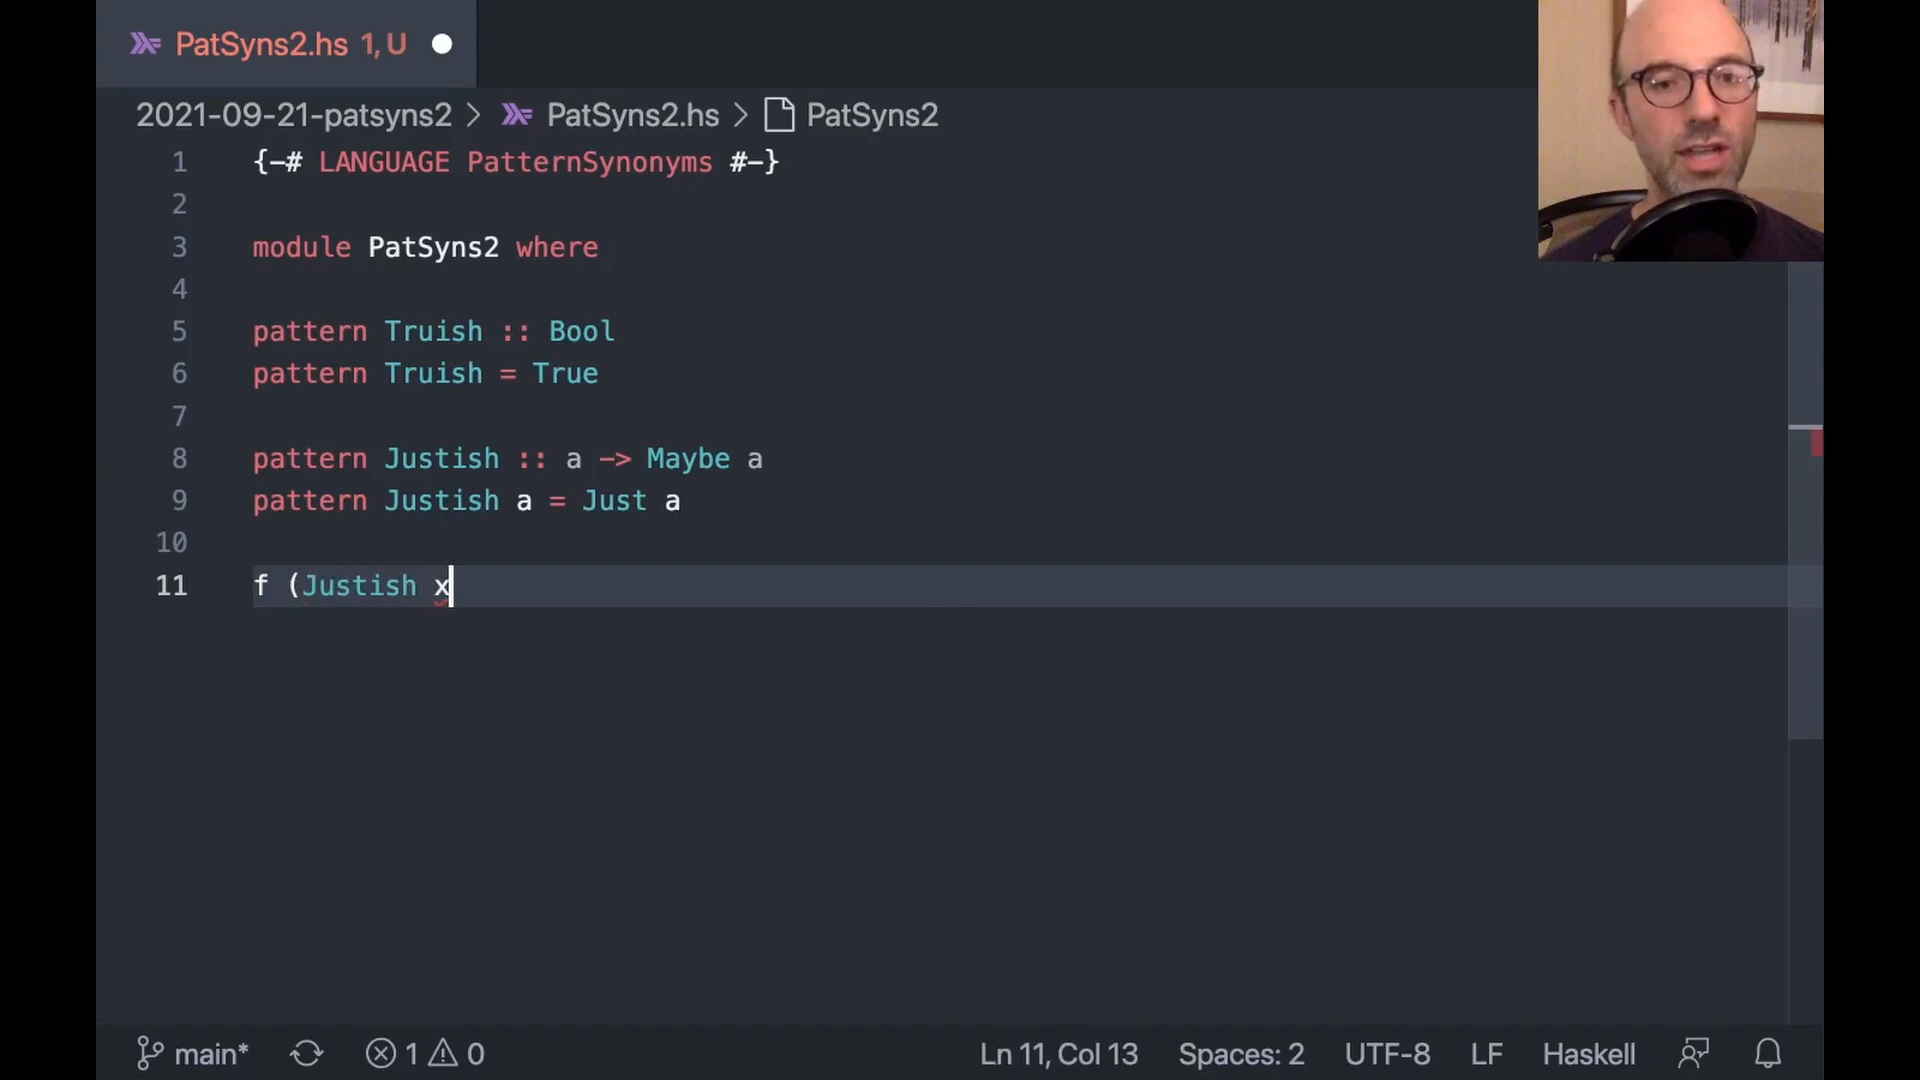 PatSyns2.hs 1, U
2021-09-21-patsyns2 > PatSyns2.hs > PatSyns2
1 {-# LANGUAGE PatternSynonyms #-}
2
3 module PatSyns2 where
4
5 pattern Truish :: Bool
6 pattern Truish = True
7
8 pattern Justish :: a -> Maybe a
9 pattern Justish a = Just a
10
11 f (Justish x
main* 1 0 Ln 11, Col 13 Spaces: 2 UTF-8 LF Haskell